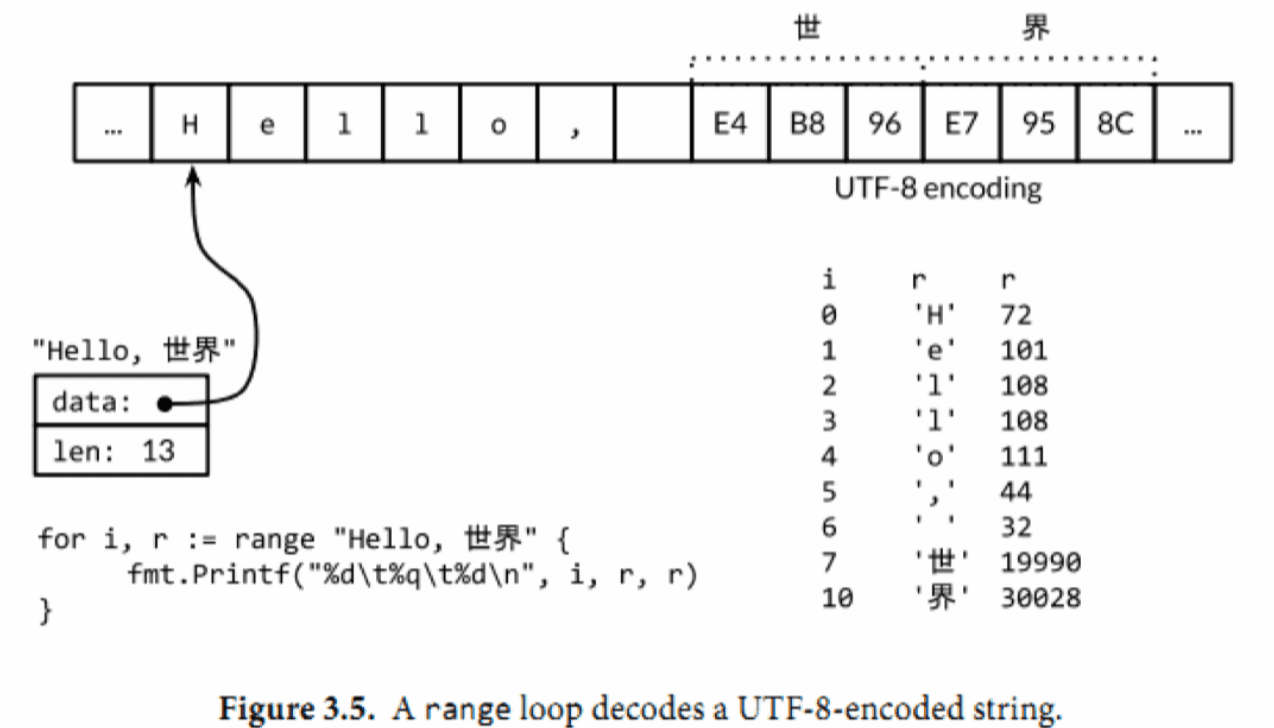 世 界
… H e l l o , E4 B8 96 E7 95 8C …
UTF-8 encoding
"Hello, 世界"
data:
len: 13
for i, r := range "Hello, 世界" {
fmt.Printf("%d\t%q\t%d\n", i, r, r)
}
i r r
0 'H' 72
1 'e' 101
2 'l' 108
3 'l' 108
4 'o' 111
5 ',' 44
6 ' ' 32
7 '世' 19990
10 '界' 30028
Figure 3.5. A range loop decodes a UTF-8-encoded string.